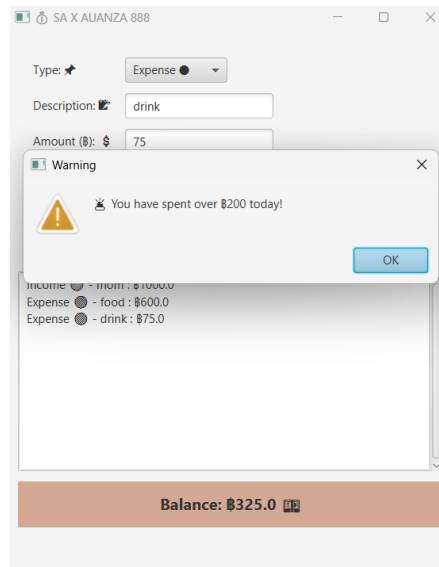 SA X AUANZA 888
Type:
Expense
Description:
drink
Amount (฿): $
75
Warning
You have spent over ฿200 today!
OK
Income - mom : ฿1000.0
Expense - food : ฿600.0
Expense - drink : ฿75.0
Balance: ฿325.0